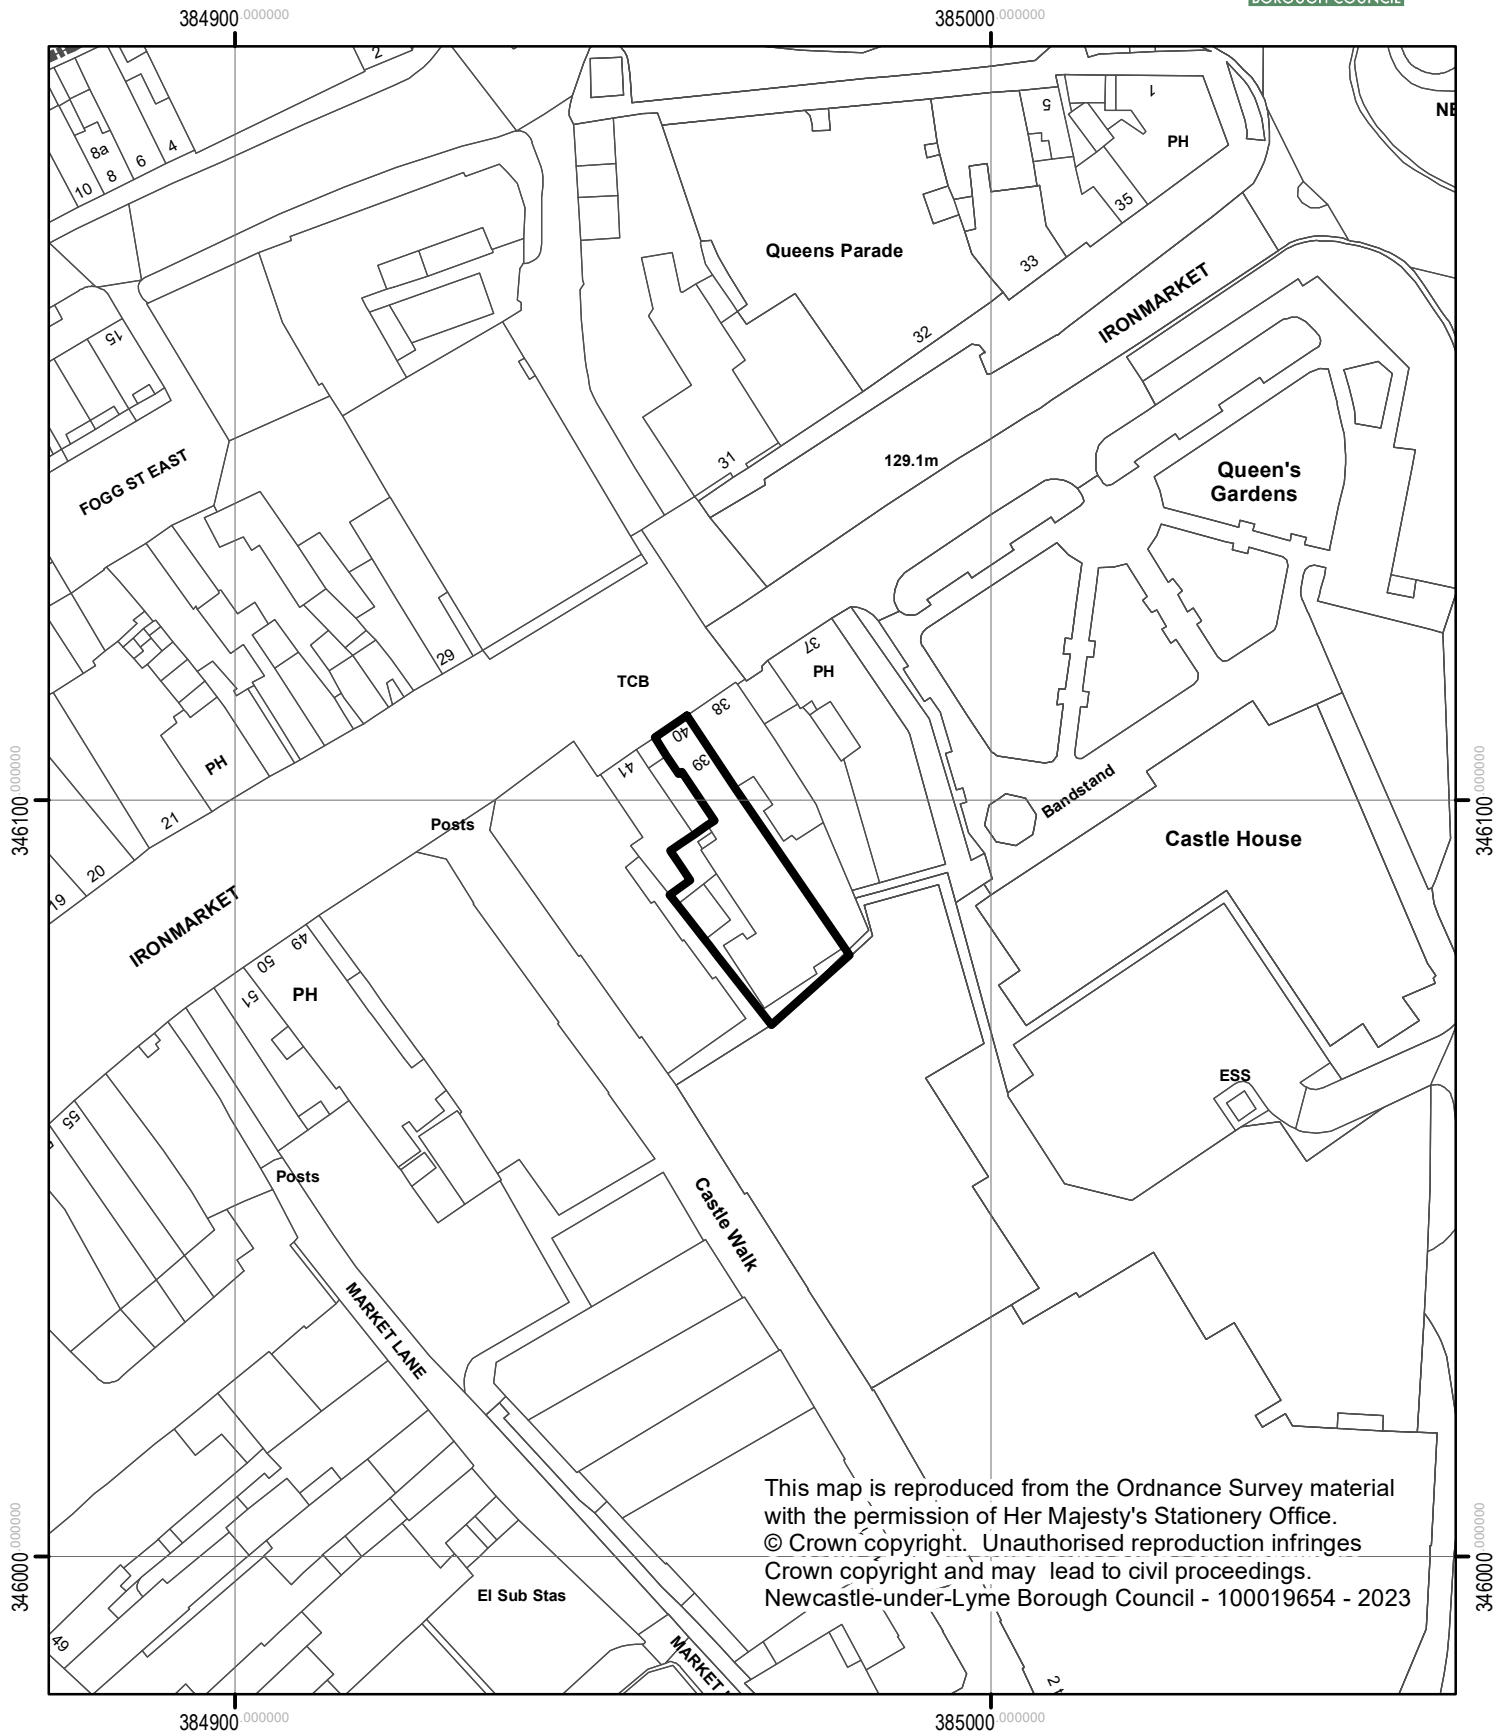 BOROUGH COUNCIL
384900.000000
385000.000000
2
8a
10
8
6
4
5
1
PH
NE
35
Queens Parade
33
IRONMARKET
32
15
31
129.1m
Queen's
Gardens
FOGG ST EAST
29
37
PH
TCB
38
40
39
41
PH
346100.000000
346100.000000
21
Posts
Bandstand
Castle House
20
19
IRONMARKET
49
50
51
PH
55
ESS
Posts
Castle Walk
MARKET LANE
This map is reproduced from the Ordnance Survey material
with the permission of Her Majesty's Stationery Office.
© Crown copyright. Unauthorised reproduction infringes
Crown copyright and may lead to civil proceedings.
Newcastle-under-Lyme Borough Council - 100019654 - 2023
346000.000000
346000.000000
El Sub Stas
49
MARKET
384900.000000
385000.000000